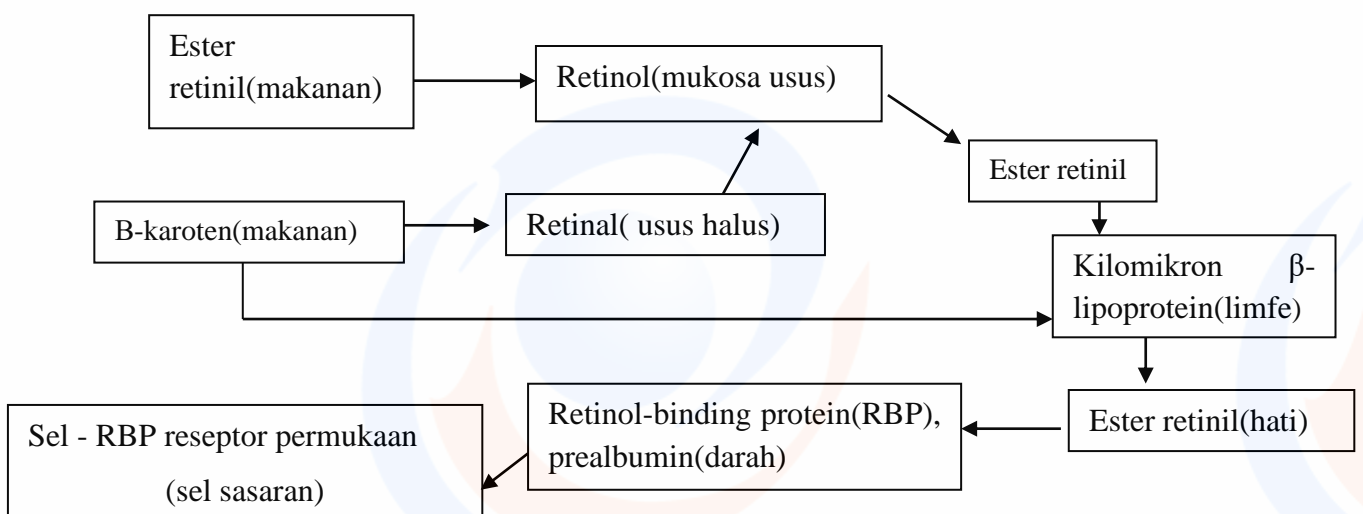 Ester
retinil(makanan)
Retinol(mukosa usus)
Ester retinil
B-karoten(makanan)
Retinal( usus halus)
Kilomikron β-
lipoprotein(limfe)
Ester retinil(hati)
Retinol-binding protein(RBP),
prealbumin(darah)
Sel - RBP reseptor permukaan
(sel sasaran)